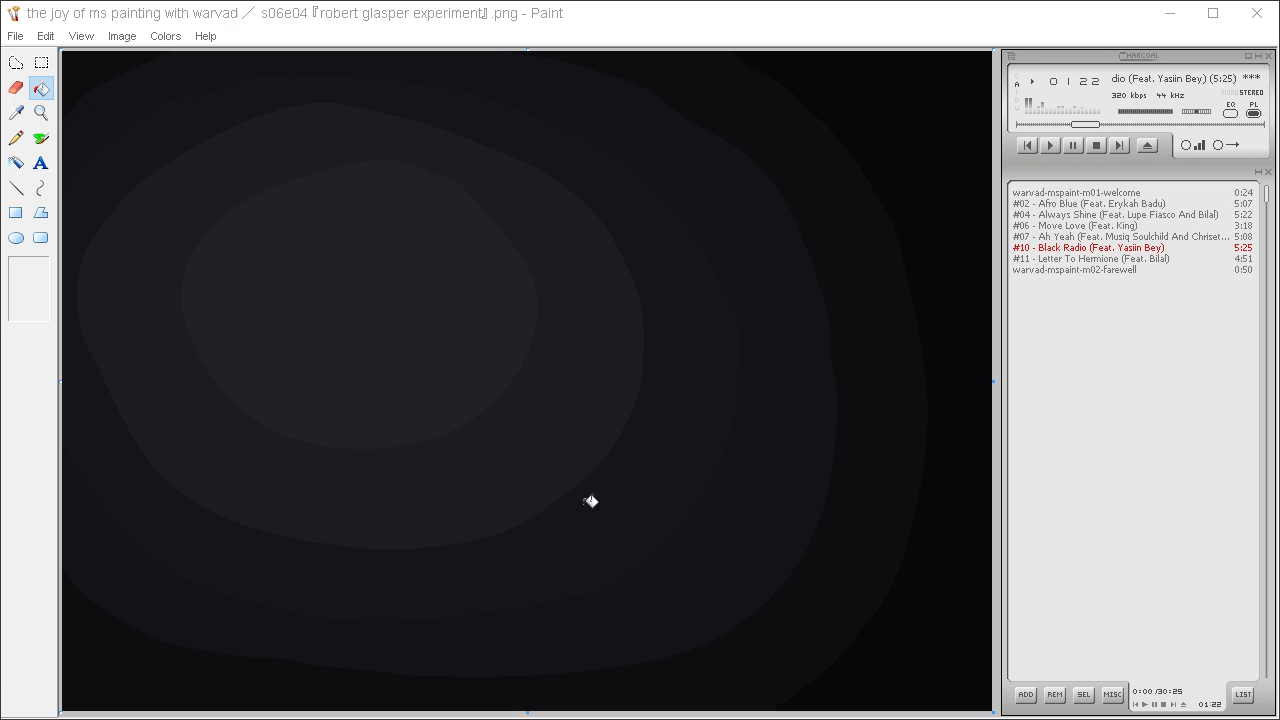 the joy of ms painting with warvad ／ s06e04『robert glasper experiment』.png - Paint
File Edit View Image Colors Help
CHARCOAL
01 22
dio (Feat. Yasiin Bey) (5:25) ***
320 kbps 44 kHz
STEREO
EQ PL
warvad-mspaint-m01-welcome 0:24
#02 - Afro Blue (Feat. Erykah Badu) 5:07
#04 - Always Shine (Feat. Lupe Fiasco And Bilal) 5:22
#06 - Move Love (Feat. King) 3:18
#07 - Ah Yeah (Feat. Musiq Soulchild And Chriset... 5:08
#10 - Black Radio (Feat. Yasiin Bey) 5:25
#11 - Letter To Hermione (Feat. Bilal) 4:51
warvad-mspaint-m02-farewell 0:50
ADD REM SEL MISC 0:00/30:25 LIST
01:22